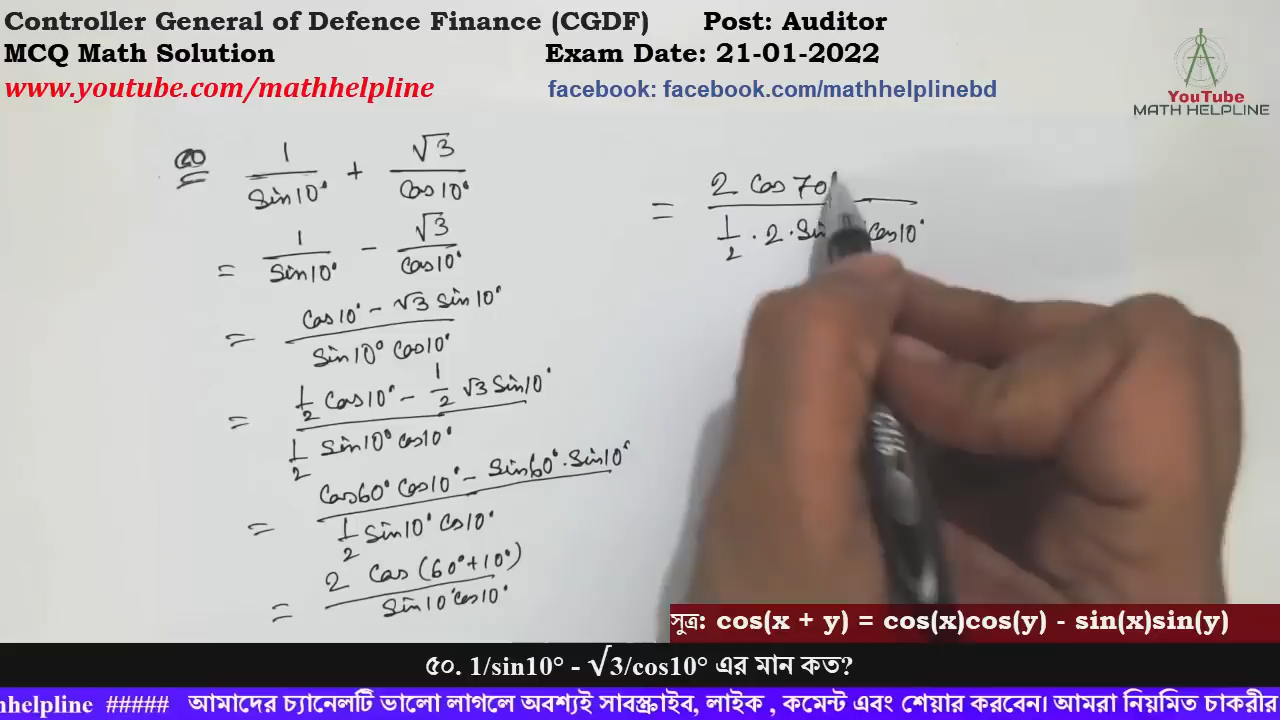 Controller General of Defence Finance (CGDF) Post: Auditor
MCQ Math Solution Exam Date: 21-01-2022
www.youtube.com/mathhelpline facebook: facebook.com/mathhelplinebd
YouTube
MATH HELPLINE
৫০ 1/Sin10° + √3/Cos10°
= 1/Sin10° - √3/Cos10°
= Cos10° - √3 Sin10° / Sin10° Cos10°
= 1/2 Cos10° - 1/2 √3 Sin10° / 1/2 Sin10° Cos10°
= Cos60° Cos10° - Sin60° · Sin10° / 1/2 Sin10° Cos10°
= 2 Cos (60° + 10°) / Sin10° Cos10°
= 2 Cos 70° / 1/2 · 2 · Sin Cos10°
সুত্র: cos(x + y) = cos(x)cos(y) - sin(x)sin(y)
৫০. 1/sin10° - √3/cos10° এর মান কত?
hhelpline ##### আমাদের চ্যানেলটি ভালো লাগলে অবশ্যই সাবস্ক্রাইব, লাইক , কমেন্ট এবং শেয়ার করবেন। আমরা নিয়মিত চাকরীর